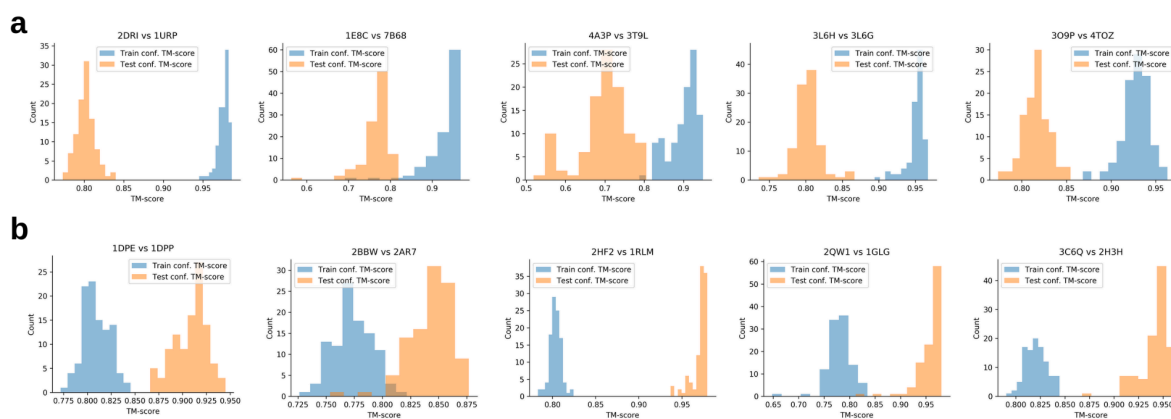 a
2DRI vs 1URP
Train conf. TM-score
Test conf. TM-score
35
30
25
20
15
10
5
0
Count
0.80
0.85
0.90
0.95
TM-score
1E8C vs 7B68
Train conf. TM-score
Test conf. TM-score
60
50
40
30
20
10
0
Count
0.6
0.7
0.8
0.9
TM-score
4A3P vs 3T9L
Train conf. TM-score
Test conf. TM-score
25
20
15
10
5
0
Count
0.5
0.6
0.7
0.8
0.9
TM-score
3L6H vs 3L6G
Train conf. TM-score
Test conf. TM-score
40
30
20
10
0
Count
0.75
0.80
0.85
0.90
0.95
TM-score
3O9P vs 4TOZ
Train conf. TM-score
Test conf. TM-score
30
25
20
15
10
5
0
Count
0.80
0.85
0.90
0.95
TM-score
b
1DPE vs 1DPP
Train conf. TM-score
Test conf. TM-score
25
20
15
10
5
0
Count
0.775
0.800
0.825
0.850
0.875
0.900
0.925
0.950
TM-score
2BBW vs 2AR7
Train conf. TM-score
Test conf. TM-score
30
25
20
15
10
5
0
Count
0.725
0.750
0.775
0.800
0.825
0.850
0.875
TM-score
2HF2 vs 1RLM
Train conf. TM-score
Test conf. TM-score
35
30
25
20
15
10
5
0
Count
0.80
0.85
0.90
0.95
TM-score
2QW1 vs 1GLG
Train conf. TM-score
Test conf. TM-score
60
50
40
30
20
10
0
Count
0.65
0.70
0.75
0.80
0.85
0.90
0.95
TM-score
3C6Q vs 2H3H
Train conf. TM-score
Test conf. TM-score
40
30
20
10
0
Count
0.800
0.825
0.850
0.875
0.900
0.925
0.950
TM-score